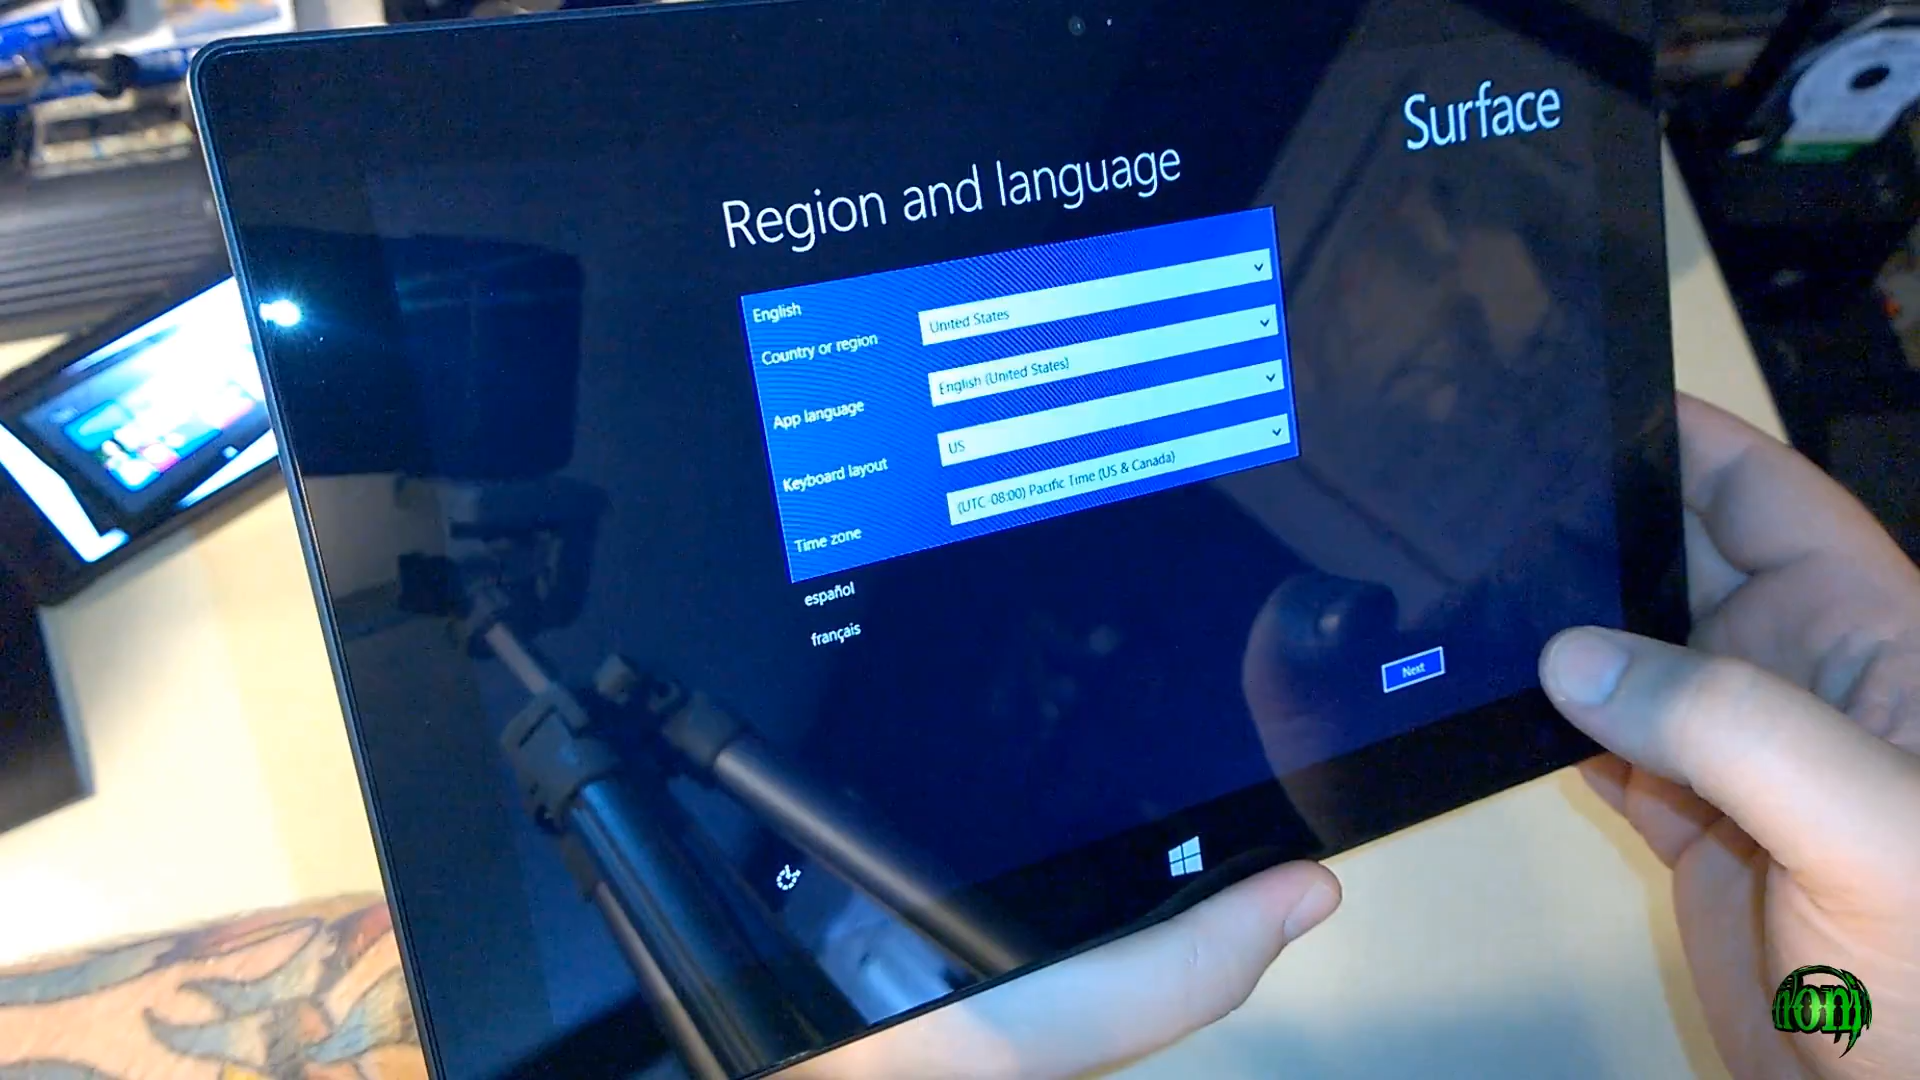 Surface
Region and language
English
Country or region
United States
App language
English (United States)
Keyboard layout
US
Time zone
(UTC-08:00) Pacific Time (US & Canada)
español
français
Next